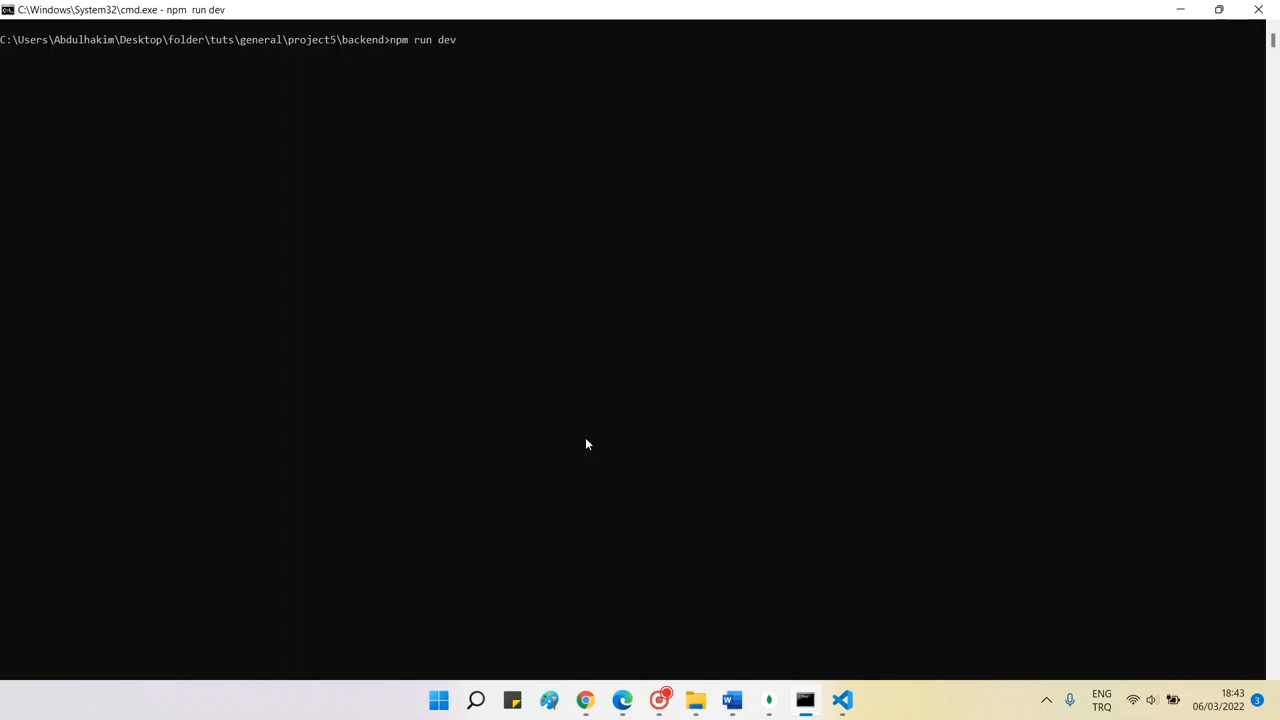 C:\Windows\System32\cmd.exe - npm  run dev
C:\Users\Abdulhakim\Desktop\folder\tuts\general\project5\backend>npm run dev
ENG
TRQ
18:43
06/03/2022
3